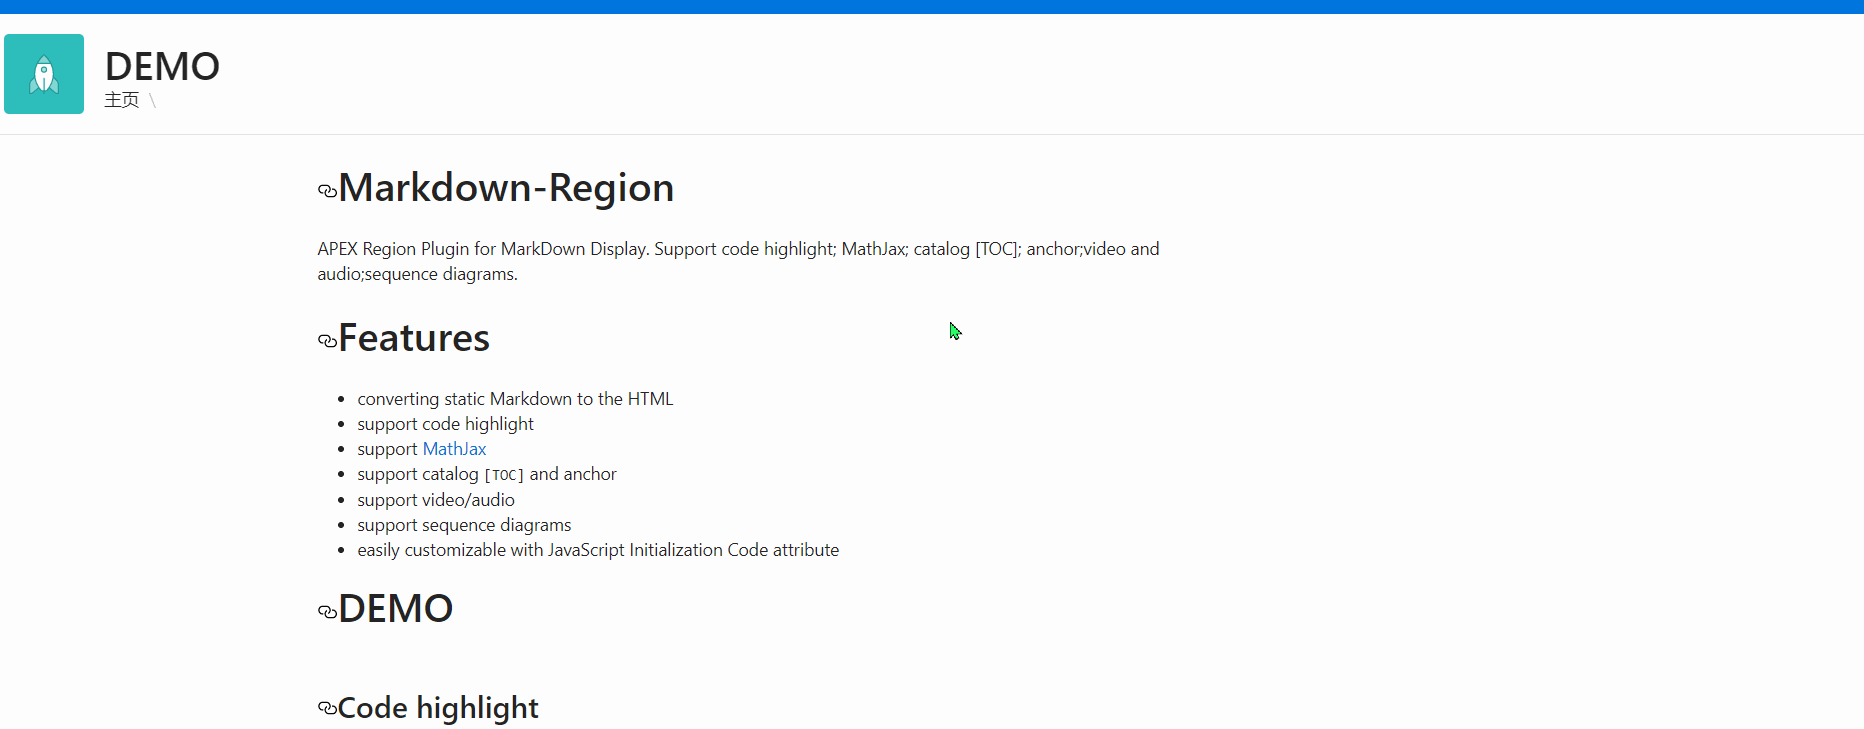 DEMO
主页 \
Markdown-Region
APEX Region Plugin for MarkDown Display. Support code highlight; MathJax; catalog [TOC]; anchor;video and
audio;sequence diagrams.
Features
converting static Markdown to the HTML
support code highlight
support MathJax
support catalog [TOC] and anchor
support video/audio
support sequence diagrams
easily customizable with JavaScript Initialization Code attribute
DEMO
Code highlight